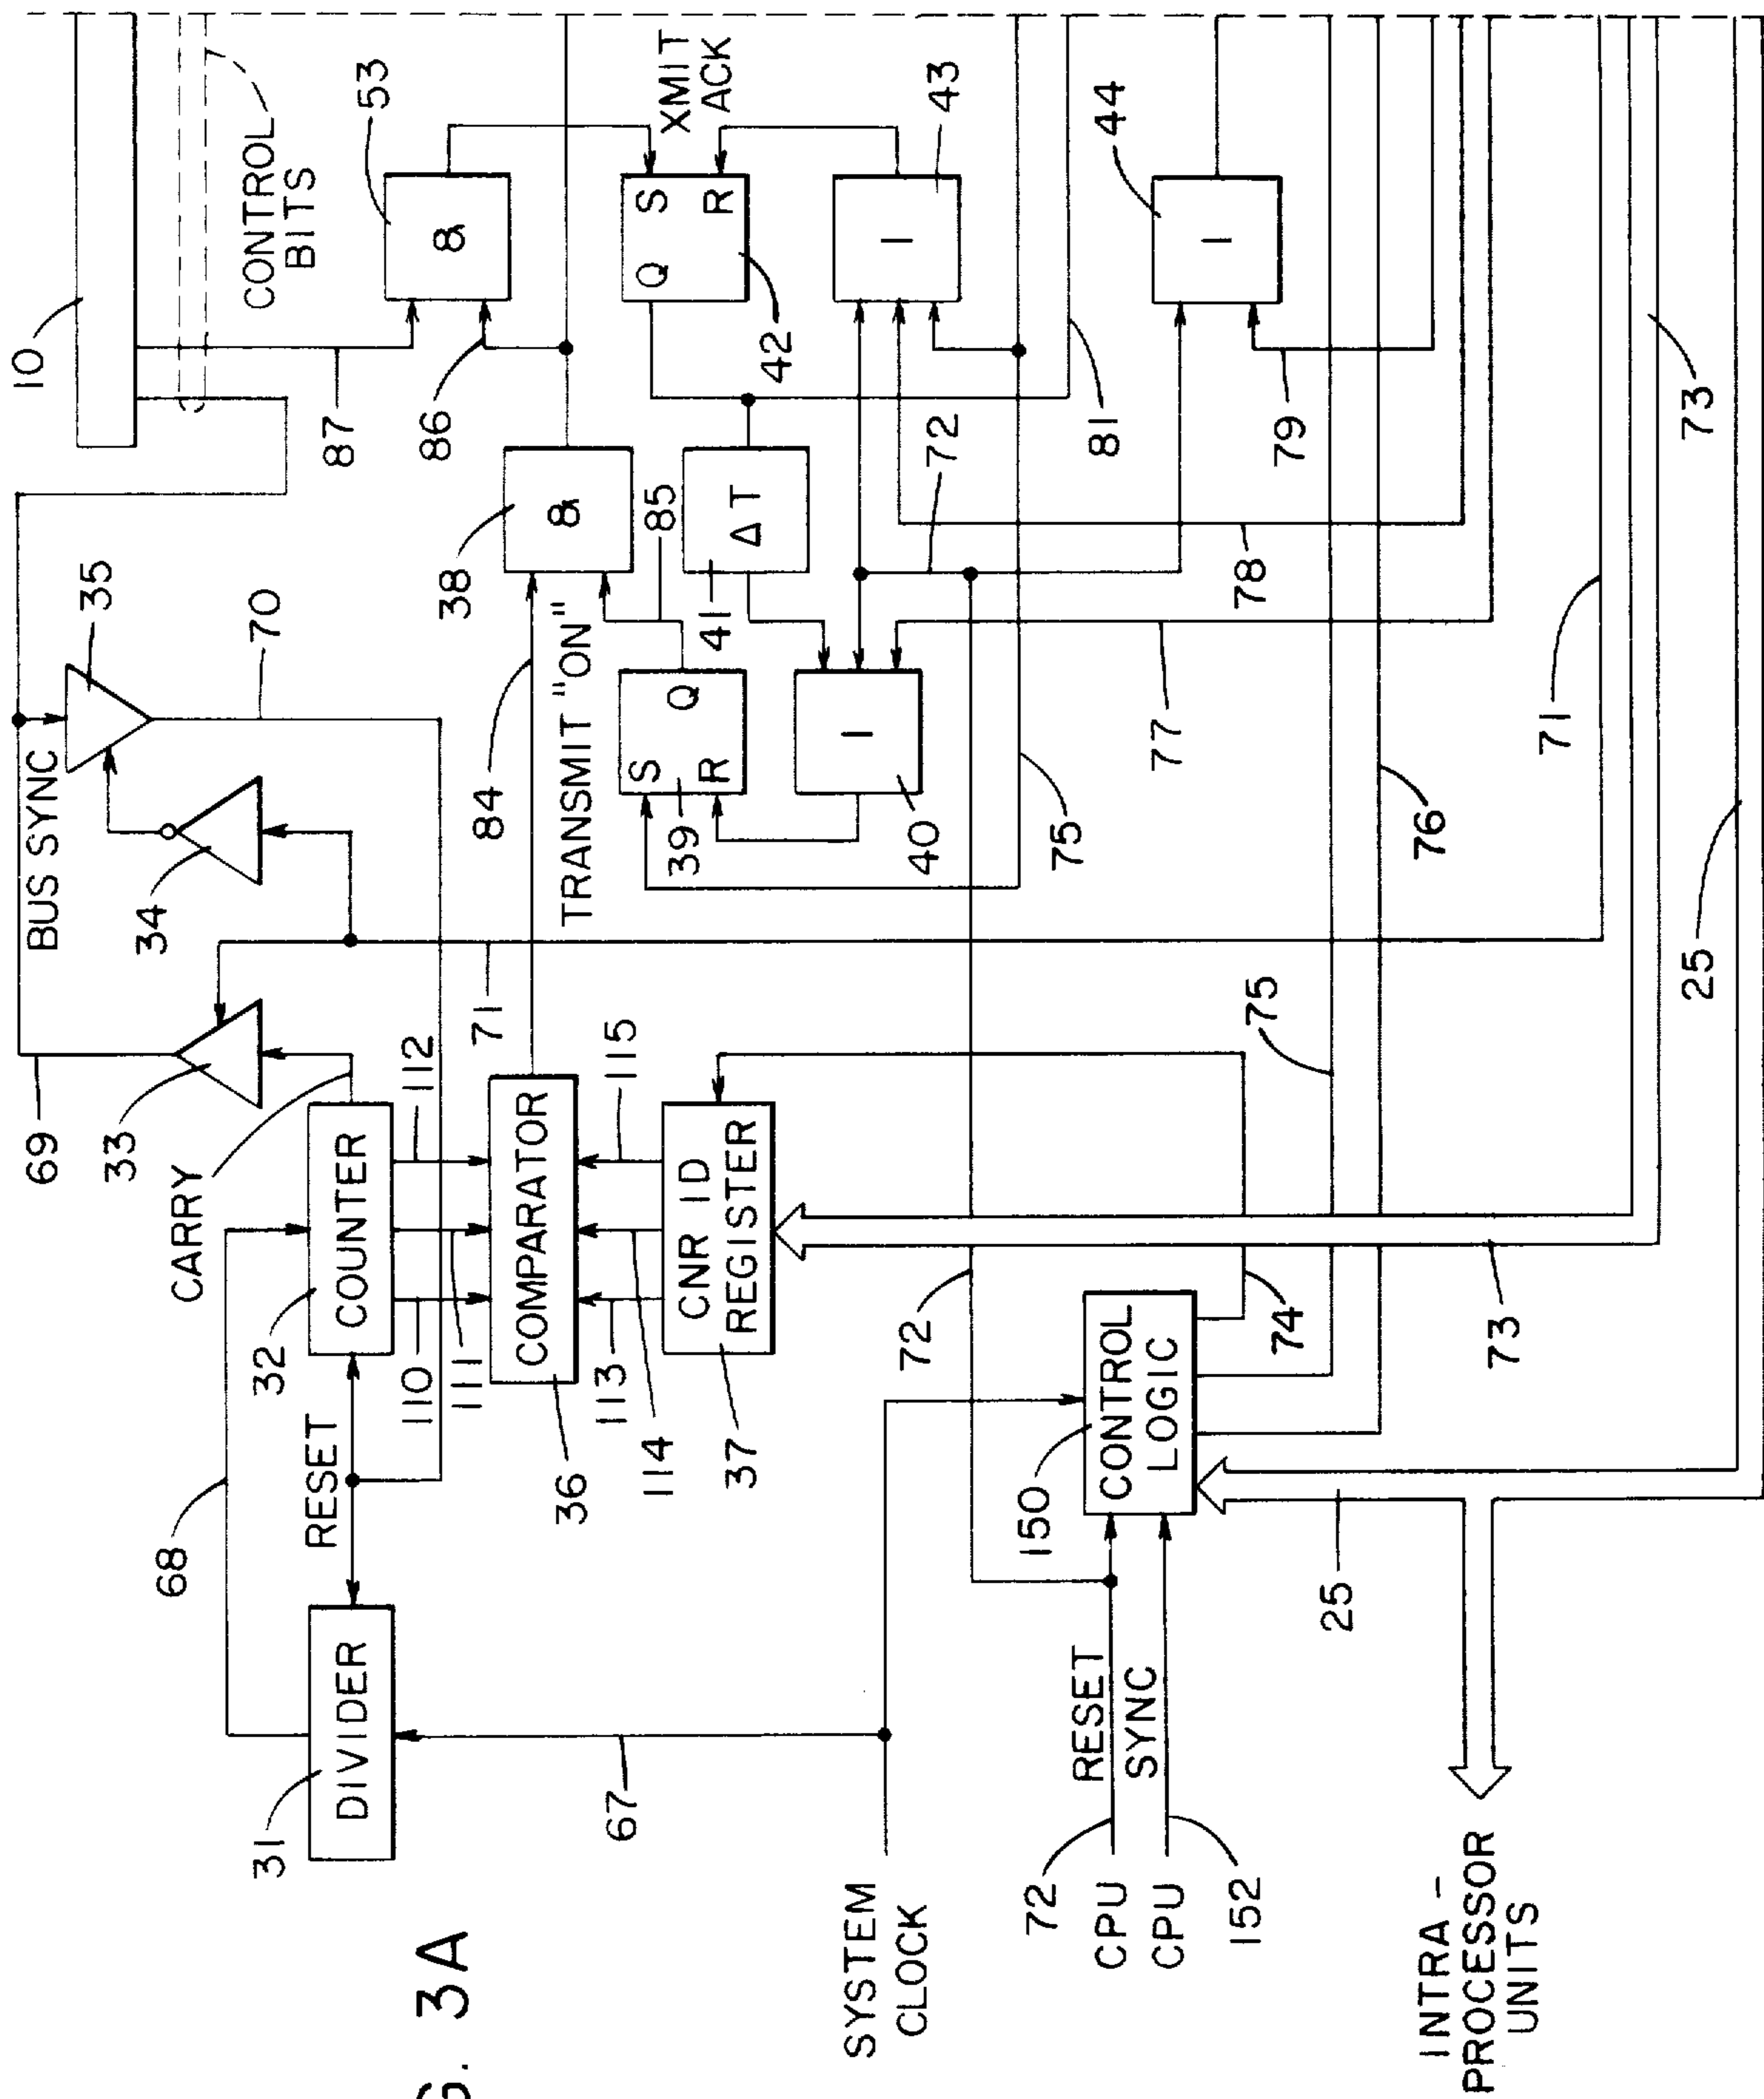 G. 3A
10
CONTROL
BITS
87
86
53
XMIT
ACK
&
S
Q
R
42
43
1
44
1
79
81
72
78
73
BUS SYNC
35
70
34
69
33
CARRY
38
&
85
ΔT
41
84
TRANSMIT "ON"
S
Q
R
39
1
40
75
77
71
76
25
68
32
COUNTER
RESET
110
111
112
71
COMPARATOR
36
113
114
115
CNR ID
REGISTER
37
75
74
73
72
31
DIVIDER
67
SYSTEM
CLOCK
150
CONTROL
LOGIC
72
CPU RESET
CPU SYNC
152
25
INTRA-
PROCESSOR
UNITS